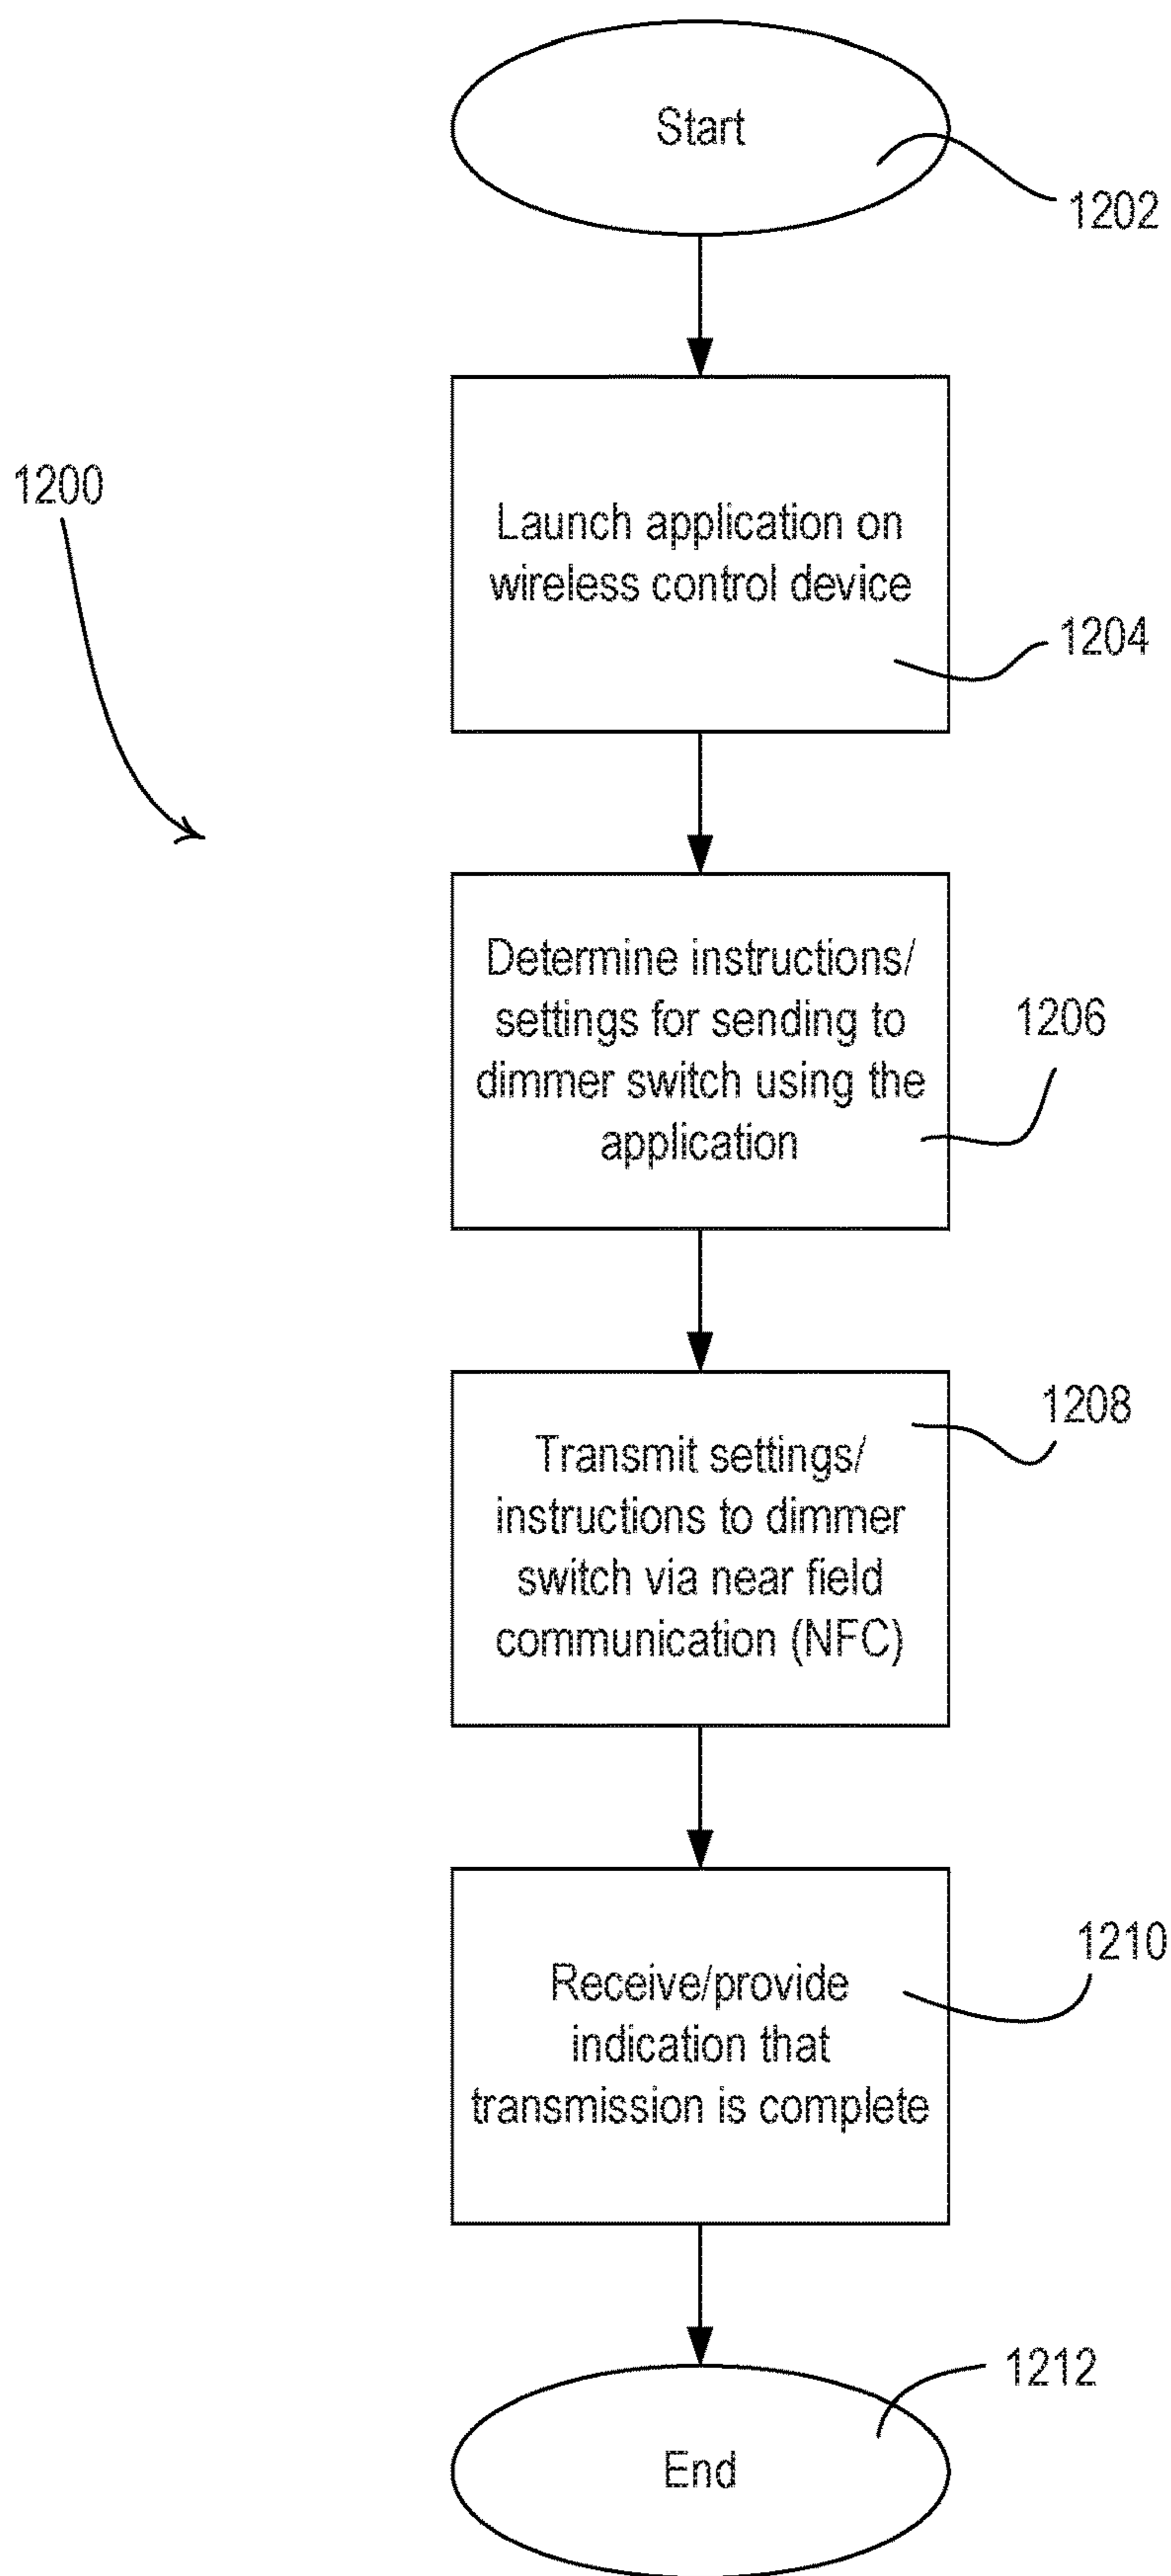 Start
1202
1200
Launch application on
wireless control device
1204
Determine instructions/
settings for sending to
dimmer switch using the
application
1206
1208
Transmit settings/
instructions to dimmer
switch via near field
communication (NFC)
1210
Receive/provide
indication that
transmission is complete
1212
End